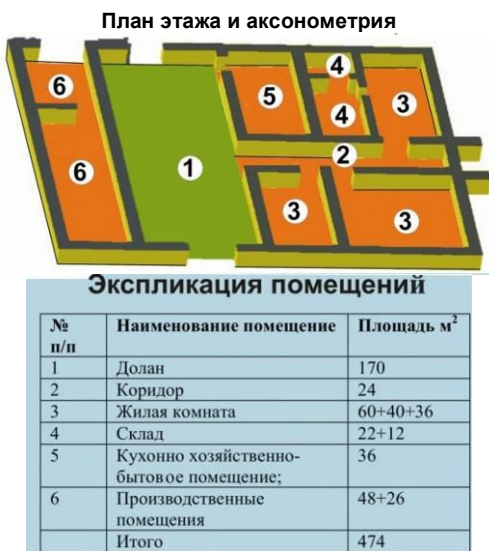 План этажа и аксонометрия
4
6
5
3
4
2
1
6
3
3
Экспликация помещений
№ п/п | Наименование помещение | Площадь м²
1 | Долан | 170
2 | Коридор | 24
3 | Жилая комната | 60+40+36
4 | Склад | 22+12
5 | Кухонно хозяйственно- | 36
бытовое помещение;
6 | Производственные | 48+26
помещения
Итого | 474